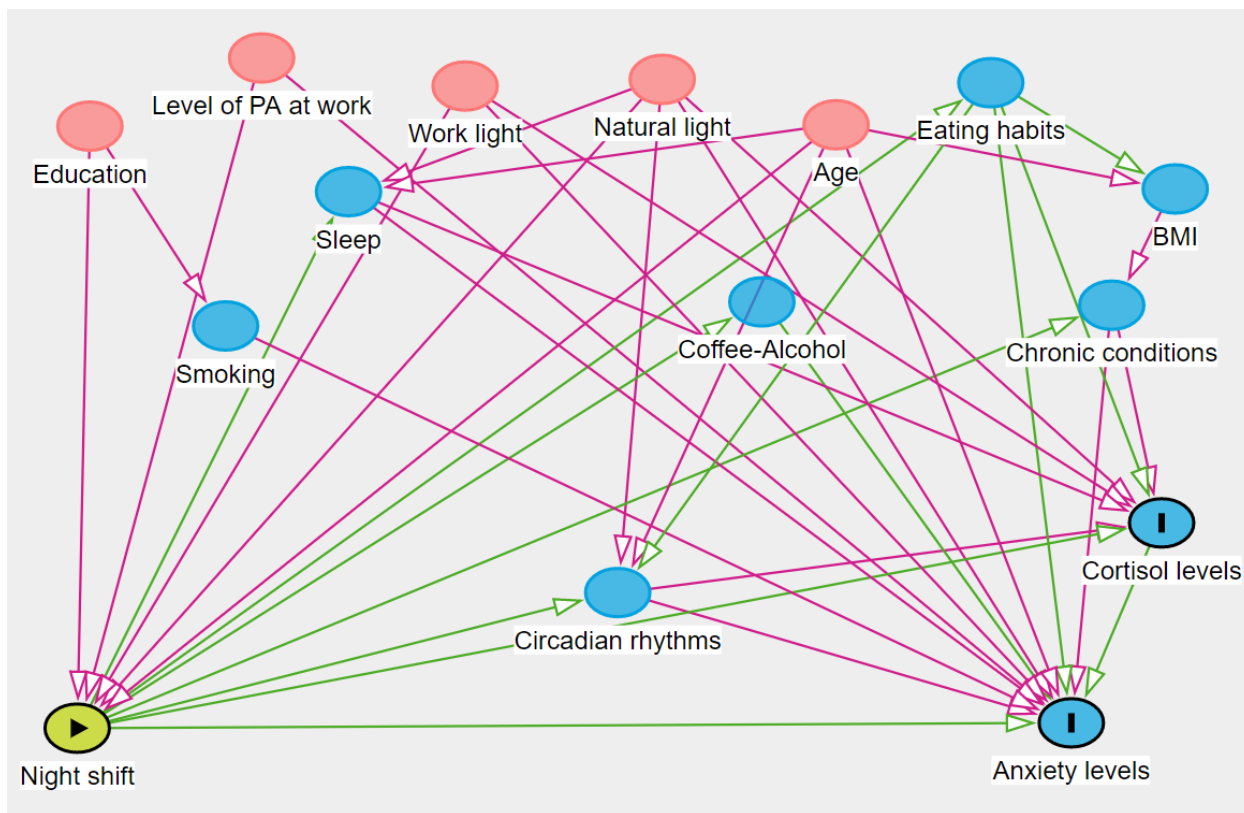 Level of PA at work
Work light
Natural light
Eating habits
Education
Age
Sleep
BMI
Smoking
Coffee-Alcohol
Chronic conditions
Cortisol levels
Circadian rhythms
Night shift
Anxiety levels